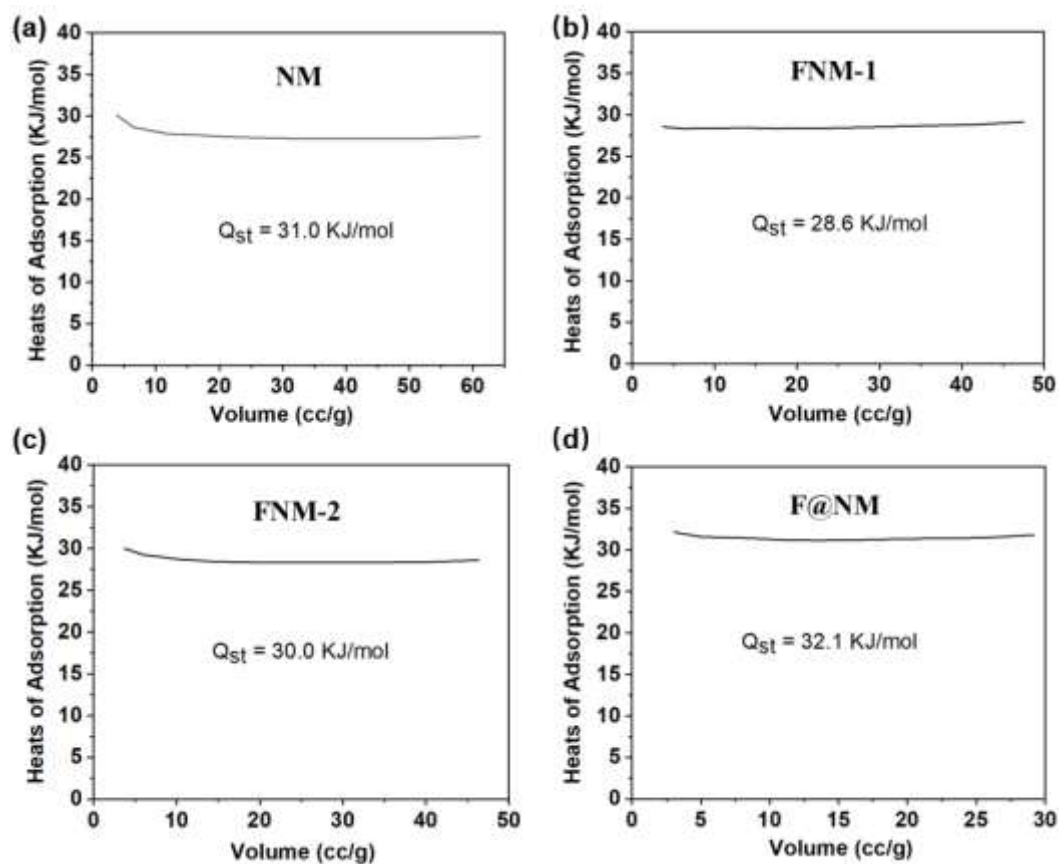 (a)
NM
Heats of Adsorption (KJ/mol)
40
35
30
25
20
15
10
5
0
Qst = 31.0 KJ/mol
0 10 20 30 40 50 60
Volume (cc/g)
(b)
FNM-1
Heats of Adsorption (KJ/mol)
40
35
30
25
20
15
10
5
0
Qst = 28.6 KJ/mol
0 10 20 30 40 50
Volume (cc/g)
(c)
FNM-2
Heats of Adsorption (KJ/mol)
40
35
30
25
20
15
10
5
0
Qst = 30.0 KJ/mol
0 10 20 30 40 50
Volume (cc/g)
(d)
F@NM
Heats of Adsorption (KJ/mol)
40
35
30
25
20
15
10
5
0
Qst = 32.1 KJ/mol
0 5 10 15 20 25 30
Volume (cc/g)